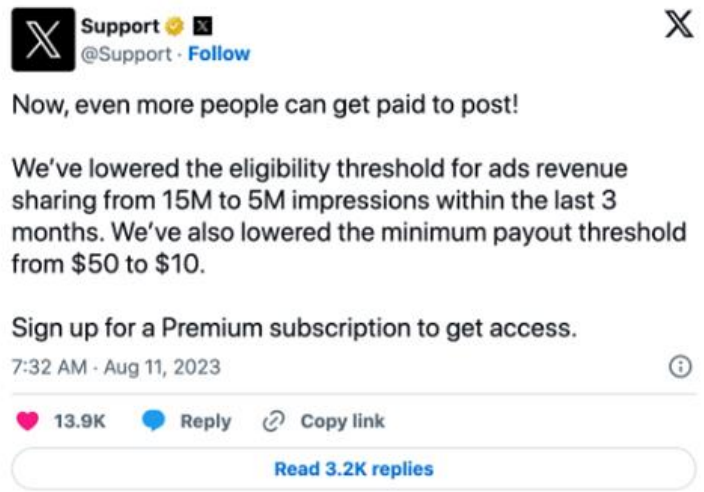 Support
@Support · Follow
Now, even more people can get paid to post!
We've lowered the eligibility threshold for ads revenue
sharing from 15M to 5M impressions within the last 3
months. We've also lowered the minimum payout threshold
from $50 to $10.
Sign up for a Premium subscription to get access.
7:32 AM · Aug 11, 2023
13.9K Reply Copy link
Read 3.2K replies